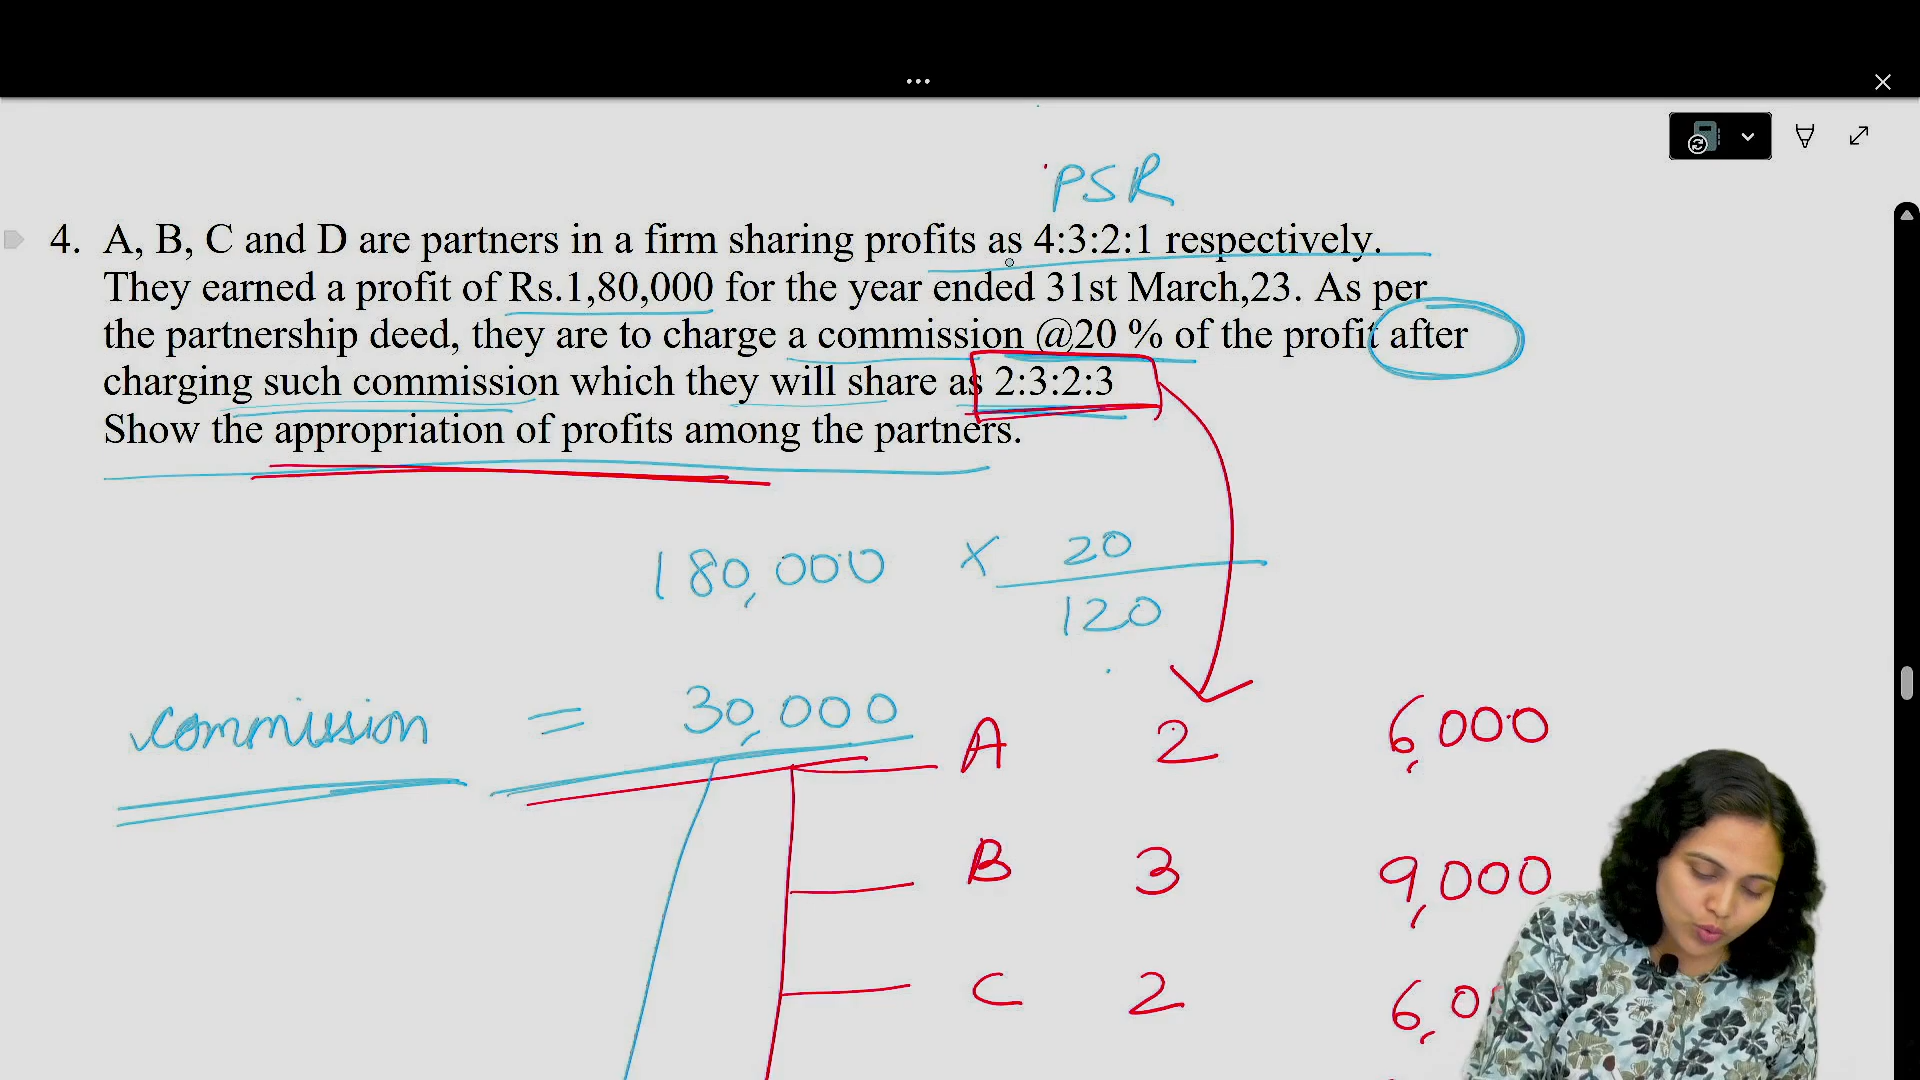 PSR
4. A, B, C and D are partners in a firm sharing profits as 4:3:2:1 respectively.
They earned a profit of Rs.1,80,000 for the year ended 31st March,23. As per
the partnership deed, they are to charge a commission @20 % of the profit after
charging such commission which they will share as 2:3:2:3
Show the appropriation of profits among the partners.
180,000 × 20
120
commission = 30,000
A 2 6,000
B 3 9,000
C 2 6,0